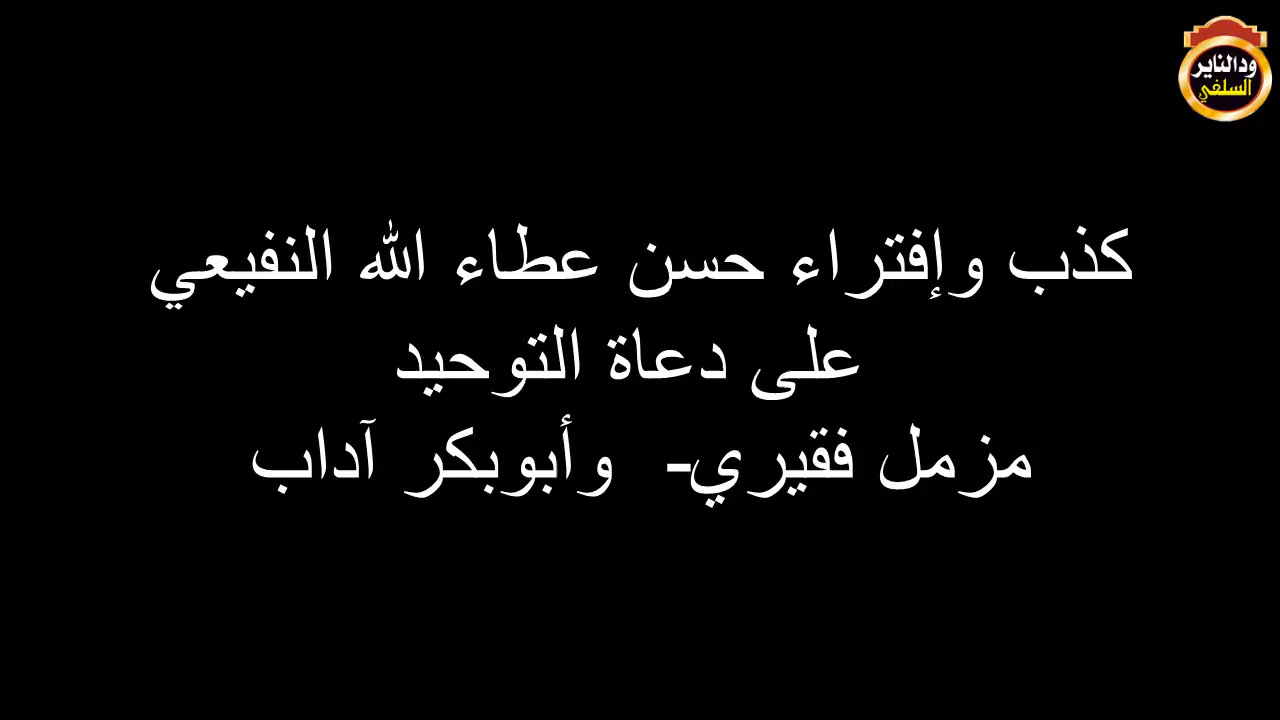 ودالناير
السلفي
كذب وإفتراء حسن عطاء الله النفيعي
على دعاة التوحيد
مزمل فقيري- وأبوبكر آداب